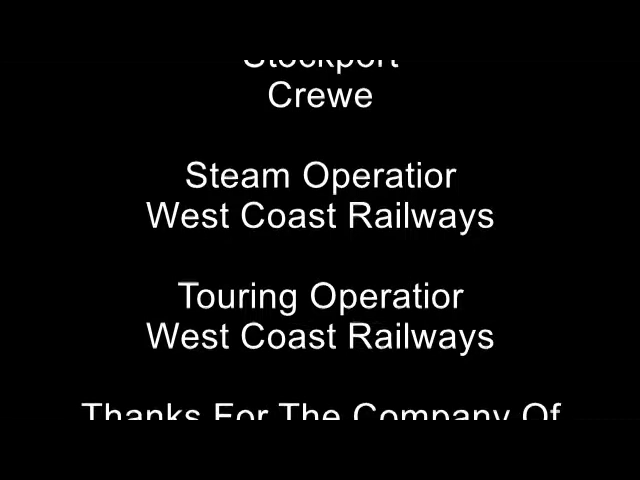 Stockport
Crewe
Steam Operatior
West Coast Railways
Touring Operatior
West Coast Railways
Thanks For The Company Of